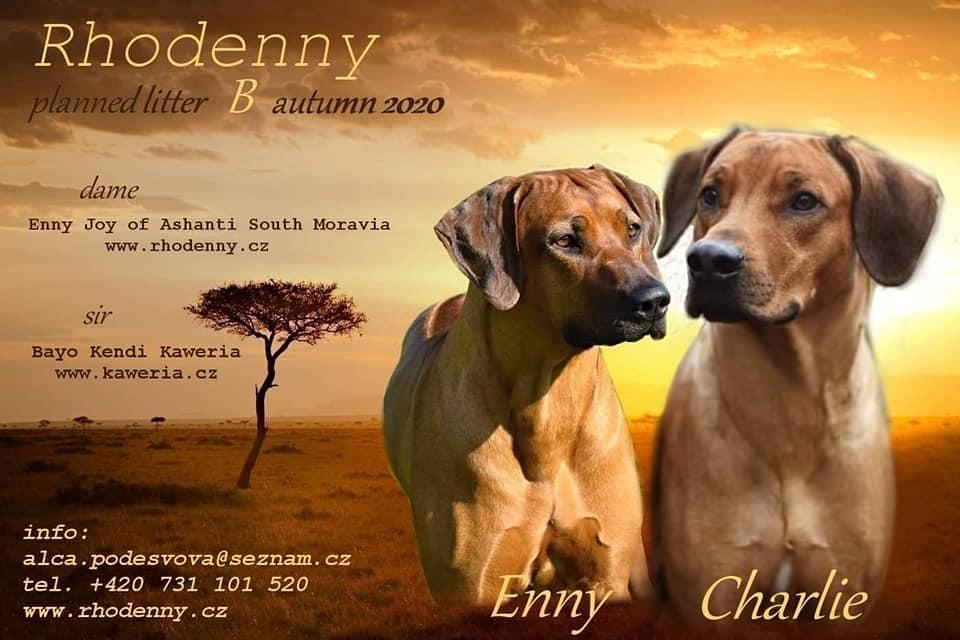 Rhodenny
planned litter B autumn 2020
dame
Enny Joy of Ashanti South Moravia
www.rhodenny.cz
sir
Bayo Kendi Kaweria
www.kaweria.cz
info:
alca.podesvova@seznam.cz
tel. +420 731 101 520
www.rhodenny.cz
Enny
Charlie